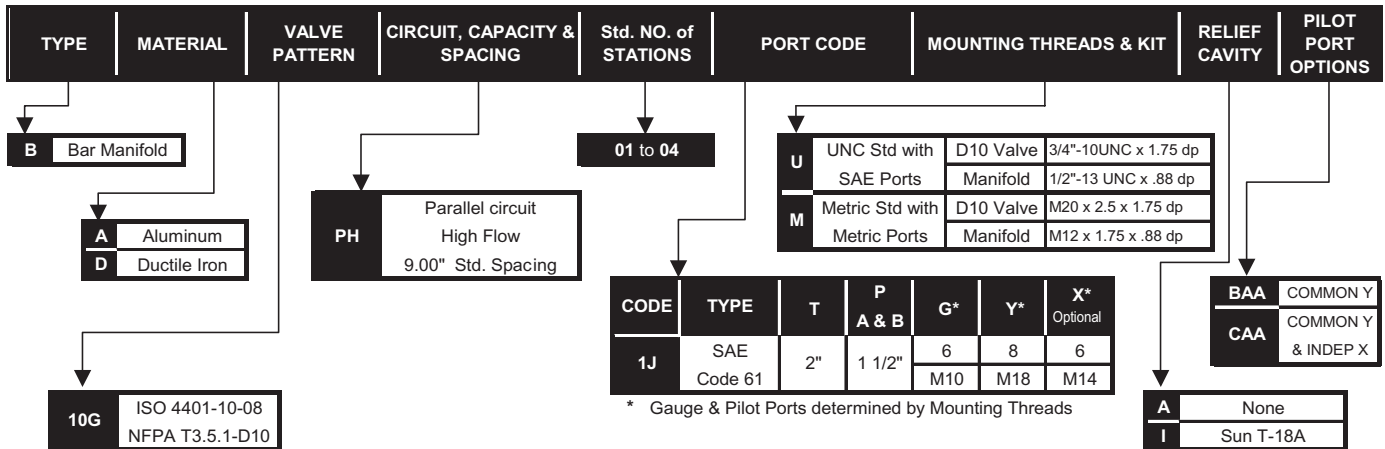 TYPE
MATERIAL
VALVE
PATTERN
CIRCUIT, CAPACITY &
SPACING
Std. NO. of
STATIONS
PORT CODE
MOUNTING THREADS & KIT
RELIEF
CAVITY
PILOT
PORT
OPTIONS
B Bar Manifold
A Aluminum
D Ductile Iron
10G
ISO 4401-10-08
NFPA T3.5.1-D10
PH
Parallel circuit
High Flow
9.00" Std. Spacing
01 to 04
U
UNC Std with D10 Valve 3/4"-10UNC x 1.75 dp
SAE Ports Manifold 1/2"-13 UNC x .88 dp
M
Metric Std with D10 Valve M20 x 2.5 x 1.75 dp
Metric Ports Manifold M12 x 1.75 x .88 dp
CODE TYPE T P A & B G* Y* X* Optional
1J SAE Code 61 2" 1 1/2" 6 8 6
M10 M18 M14
* Gauge & Pilot Ports determined by Mounting Threads
BAA COMMON Y
CAA COMMON Y
& INDEP X
A None
I Sun T-18A